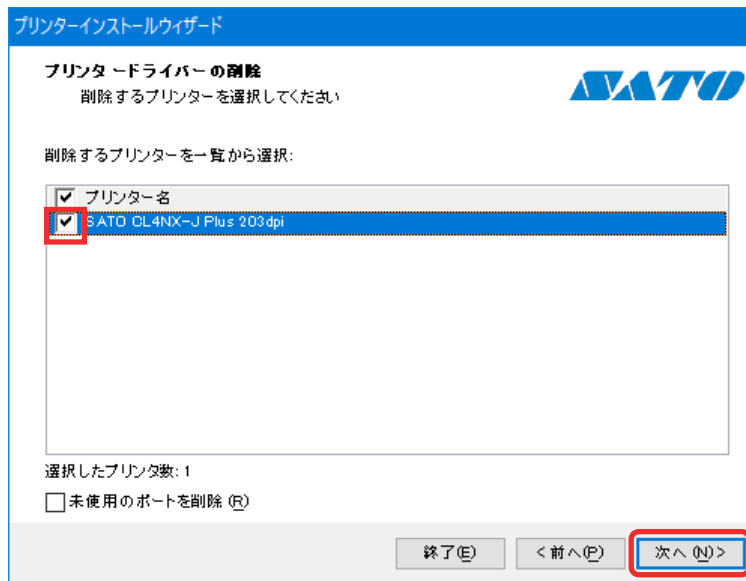 プリンターインストールウィザード
プリンタードライバーの削除
削除するプリンターを選択してください
SATO
削除するプリンターを一覧から選択:
プリンター名
SATO CL4NX-J Plus 203dpi
選択したプリンタ数: 1
未使用のポートを削除 (R)
終了(E) <前へ(P) 次へ (N)>